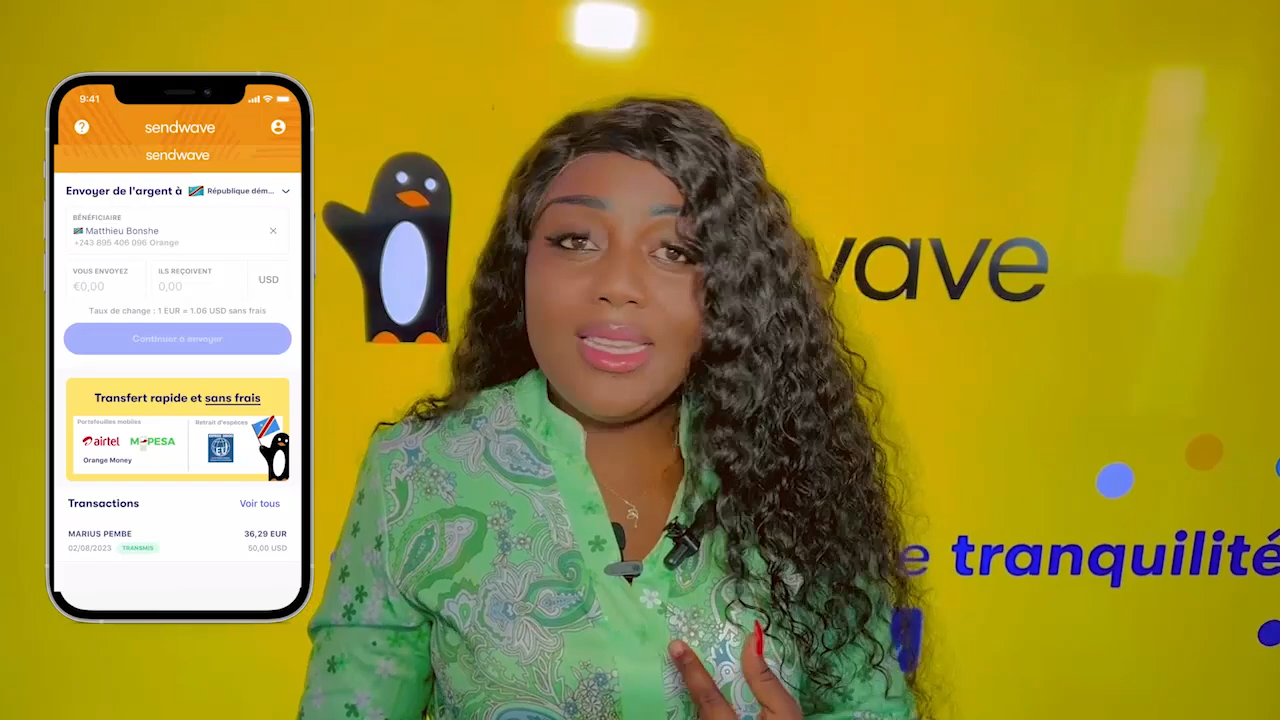 9:41
sendwave
sendwave
Envoyer de l'argent à République dém...
BÉNÉFICIAIRE
Matthieu Bonshe
+243 895 406 096 Orange
VOUS ENVOYEZ
ILS REÇOIVENT
€0,00
0,00
USD
Taux de change : 1 EUR = 1.06 USD sans frais
Continuer à envoyer
Transfert rapide et sans frais
Portefeuilles mobiles
Retrait d'espèces
airtel
M-PESA
Orange Money
Transactions
Voir tous
MARIUS PEMBE
36,29 EUR
02/08/2023
TRANSMIS
50,00 USD
wave
e tranquilité